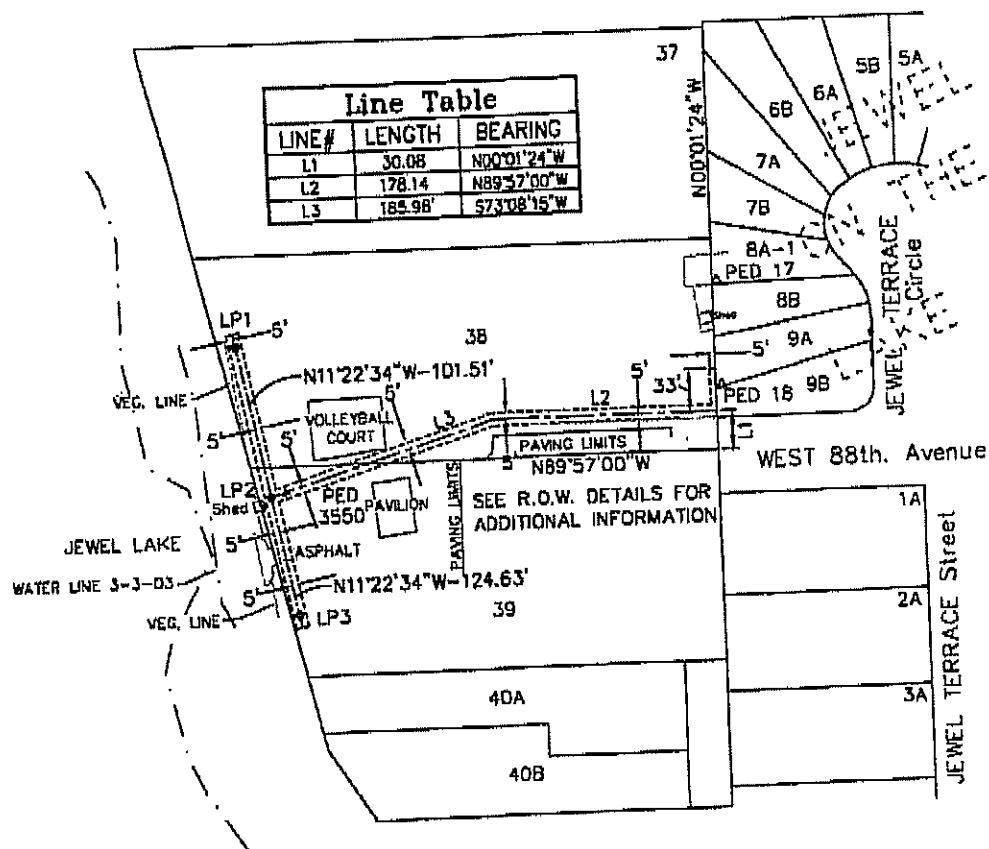 37
5A
5B
6A
6B
7A
7B
8A-1
8B
9A
9B
N00°01'24"W
Line Table
LINE# LENGTH BEARING
L1 30.08 N00°01'24"W
L2 178.14 N89°57'00"W
L3 185.98' S73°08'15"W
JEWEL TERRACE
Circle
PED 17
Shed
LP1
5'
38
5'
5'
N11°22'34"W-101.51'
33'
5'
VEG. LINE
L2
PED 18
L3
VOLLEYBALL
COURT
L1
5'
5'
PAVING LIMITS
N89°57'00"W
WEST 88th. Avenue
LP2
Shed
PED
3550
PAVILION
PAVING LIMITS
SEE R.O.W. DETAILS FOR
ADDITIONAL INFORMATION
1A
JEWEL LAKE
5'
ASPHALT
WATER LINE 3-3-03
N11°22'34"W-124.63'
5'
VEG. LINE
LP3
39
2A
JEWEL TERRACE Street
3A
40A
40B